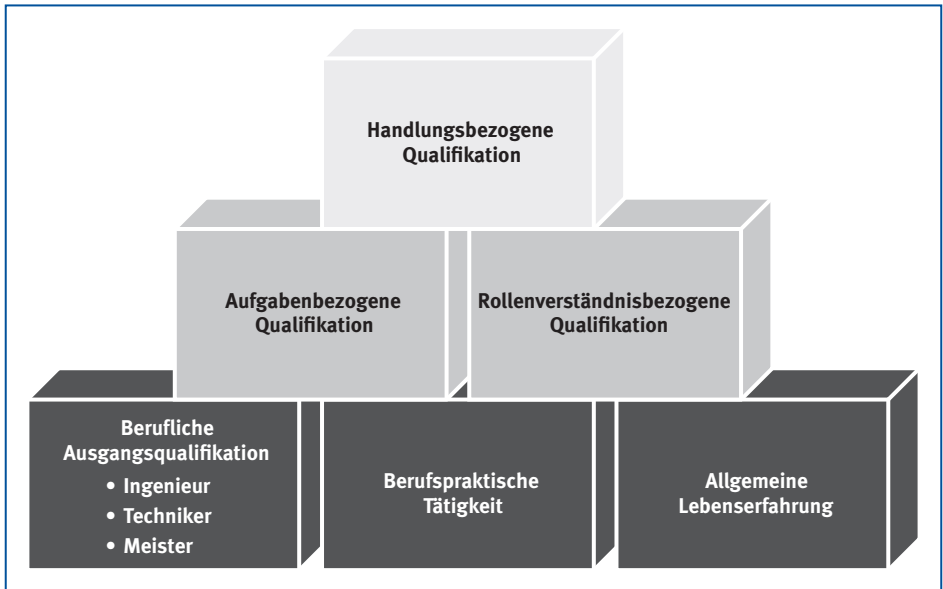 Handlungsbezogene
Qualifikation
Aufgabenbezogene
Qualifikation
Rollenverständnisbezogene
Qualifikation
Berufliche
Ausgangsqualifikation
• Ingenieur
• Techniker
• Meister
Berufspraktische
Tätigkeit
Allgemeine
Lebenserfahrung